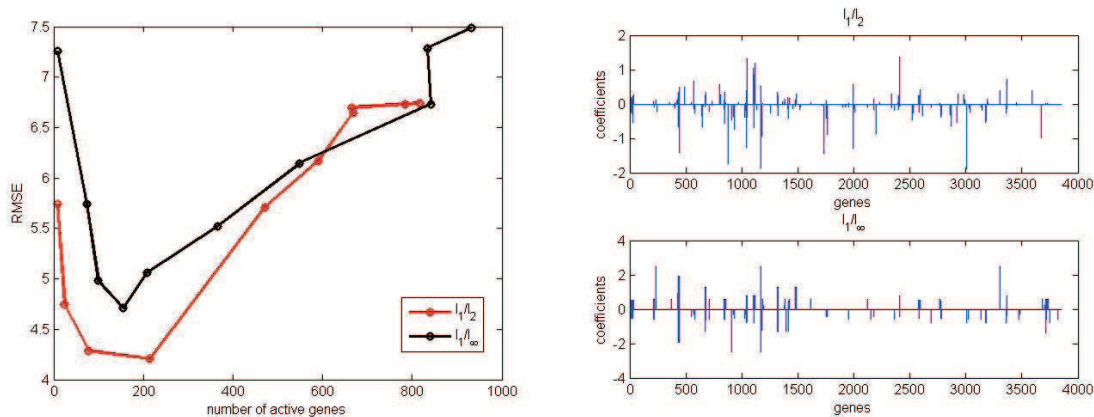 7.5
7
6.5
6
5.5
5
4.5
4
RMSE
0 200 400 600 800 1000
number of active genes
l₁/l₂
l₁/l∞
l₁/l₂
2
1
0
-1
-2
coefficients
0 500 1000 1500 2000 2500 3000 3500 4000
genes
l₁/l∞
4
2
0
-2
-4
coefficients
0 500 1000 1500 2000 2500 3000 3500 4000
genes